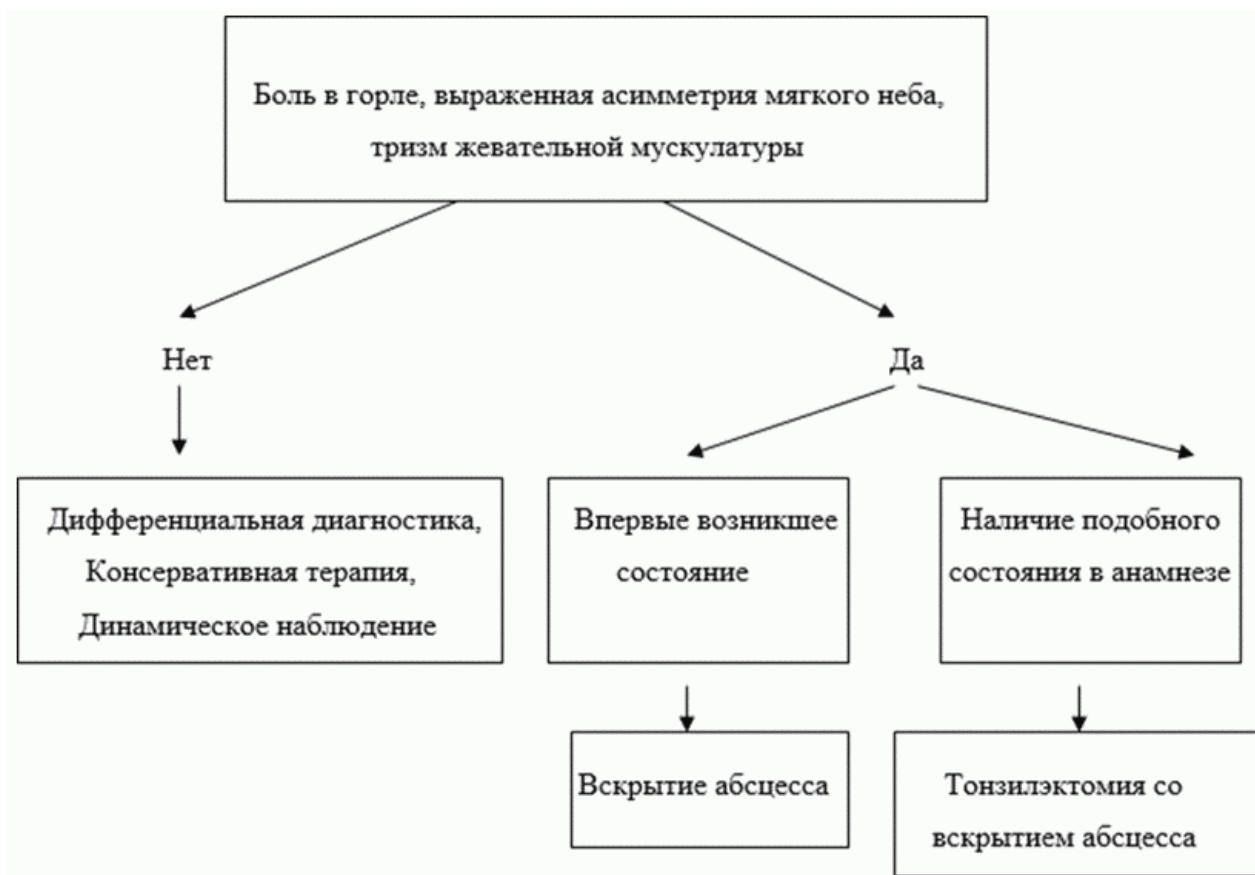 Боль в горле, выраженная асимметрия мягкого неба,
тризм жевательной мускулатуры
Нет
Да
Дифференциальная диагностика,
Консервативная терапия,
Динамическое наблюдение
Впервые возникшее
состояние
Наличие подобного
состояния в анамнезе
Вскрытие абсцесса
Тонзилэктомия со
вскрытием абсцесса